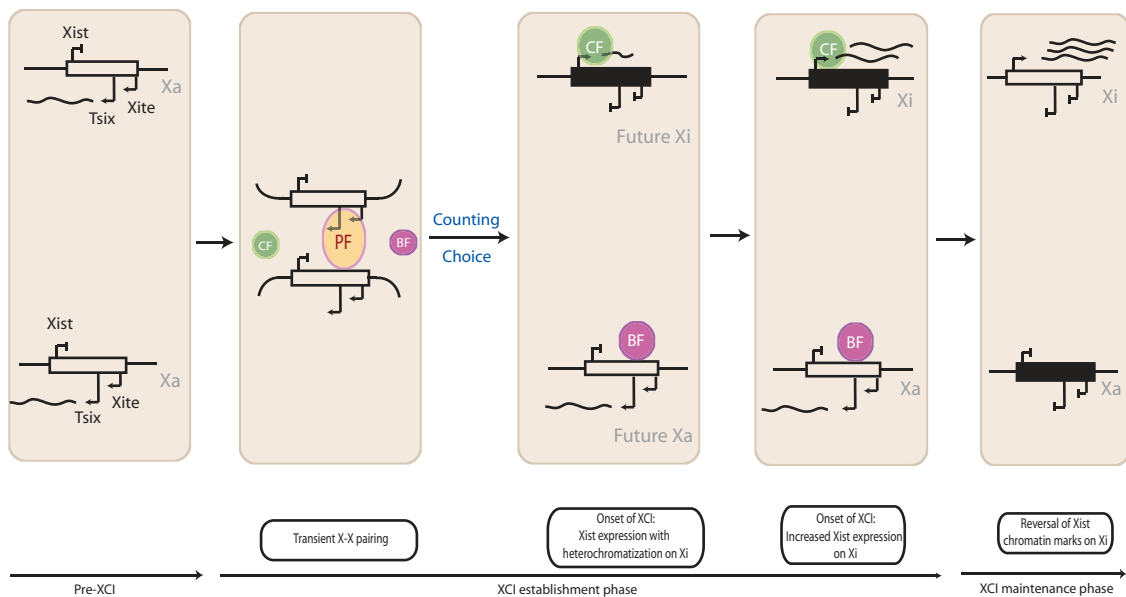 Xist
Xa
Xite
Tsix
Xist
Xa
Xite
Tsix
CF
PF
BF
Counting
Choice
CF
Future Xi
BF
Future Xa
CF
Xi
BF
Xa
Xi
Xa
Transient X-X pairing
Onset of XCI:
Xist expression with
heterochromatization on Xi
Onset of XCI:
Increased Xist expression
on Xi
Reversal of Xist
chromatin marks on Xi
Pre-XCI
XCI establishment phase
XCI maintenance phase